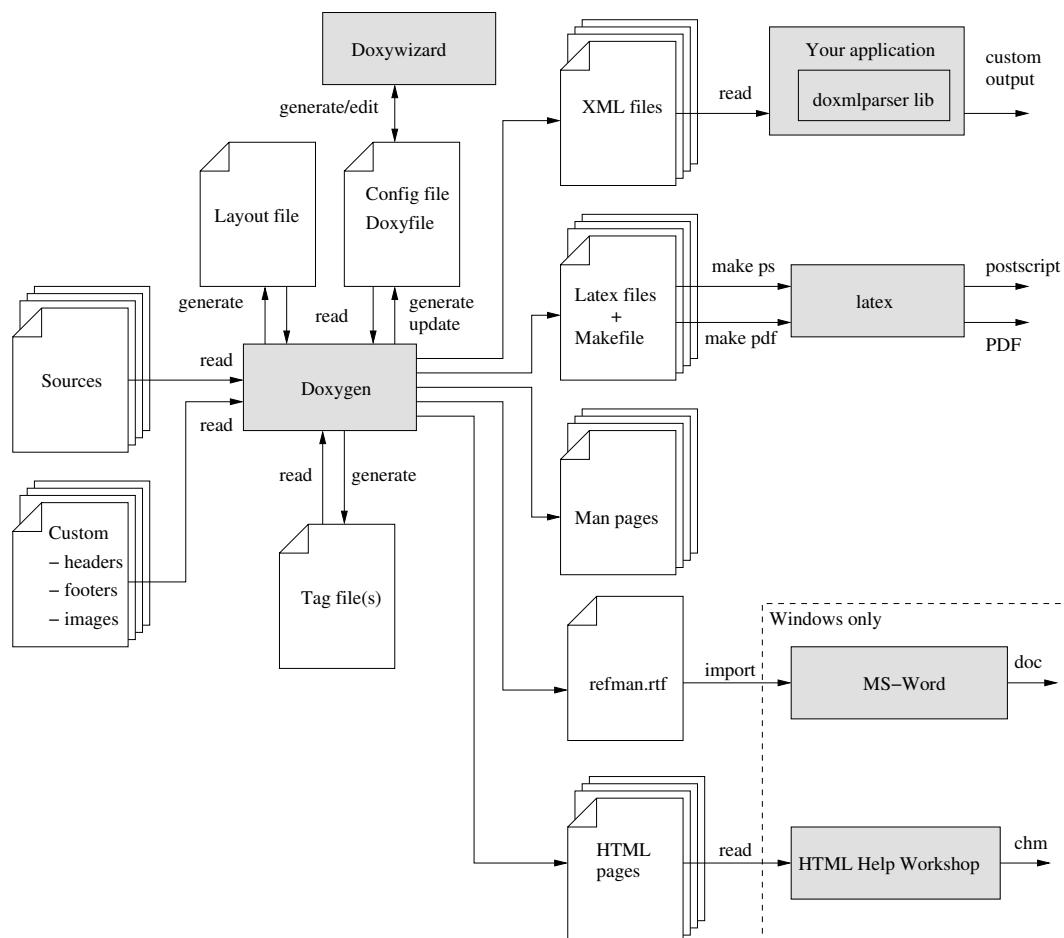 Doxywizard
generate/edit
Layout file
Config file
Doxyfile
generate
read
generate
update
Sources
read
Doxygen
read
Custom
– headers
– footers
– images
read
generate
Tag file(s)
XML files
read
Your application
doxmlparser lib
custom
output
Latex files
+
Makefile
make ps
make pdf
latex
postscript
PDF
Man pages
refman.rtf
import
Windows only
MS–Word
doc
HTML
pages
read
HTML Help Workshop
chm